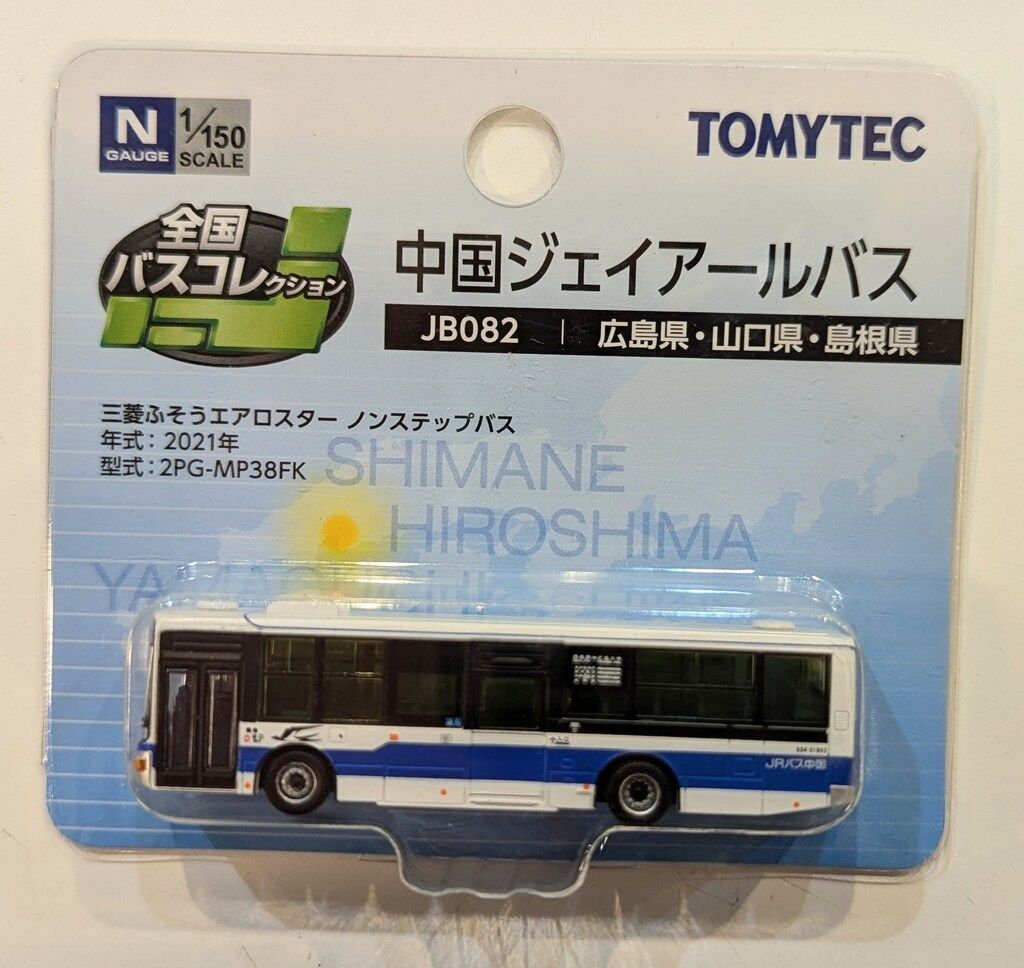 N
GAUGE
1/150
SCALE
TOMYTEC
全国
バスコレクション
中国ジェイアールバス
JB082 | 広島県・山口県・島根県
三菱ふそうエアロスター ノンステップバス
年式：2021年
型式：2PG-MP38FK
SHIMANE
HIROSHIMA
JRバス中国